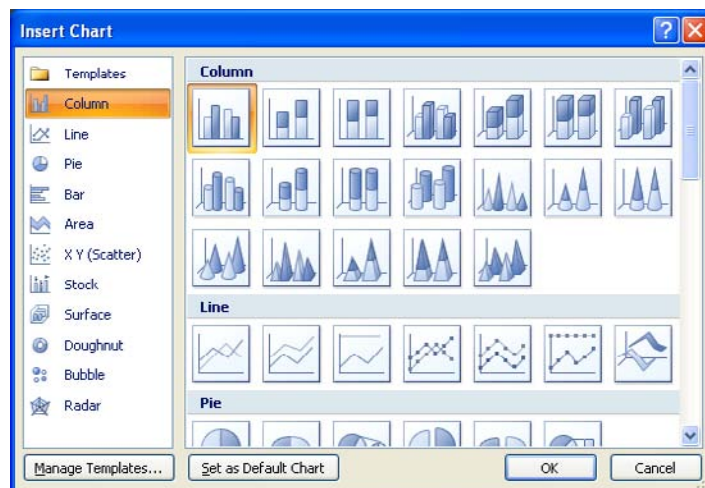 Insert Chart
Templates
Column
Line
Pie
Bar
Area
X Y (Scatter)
Stock
Surface
Doughnut
Bubble
Radar
Column
Line
Pie
Manage Templates...
Set as Default Chart
OK
Cancel